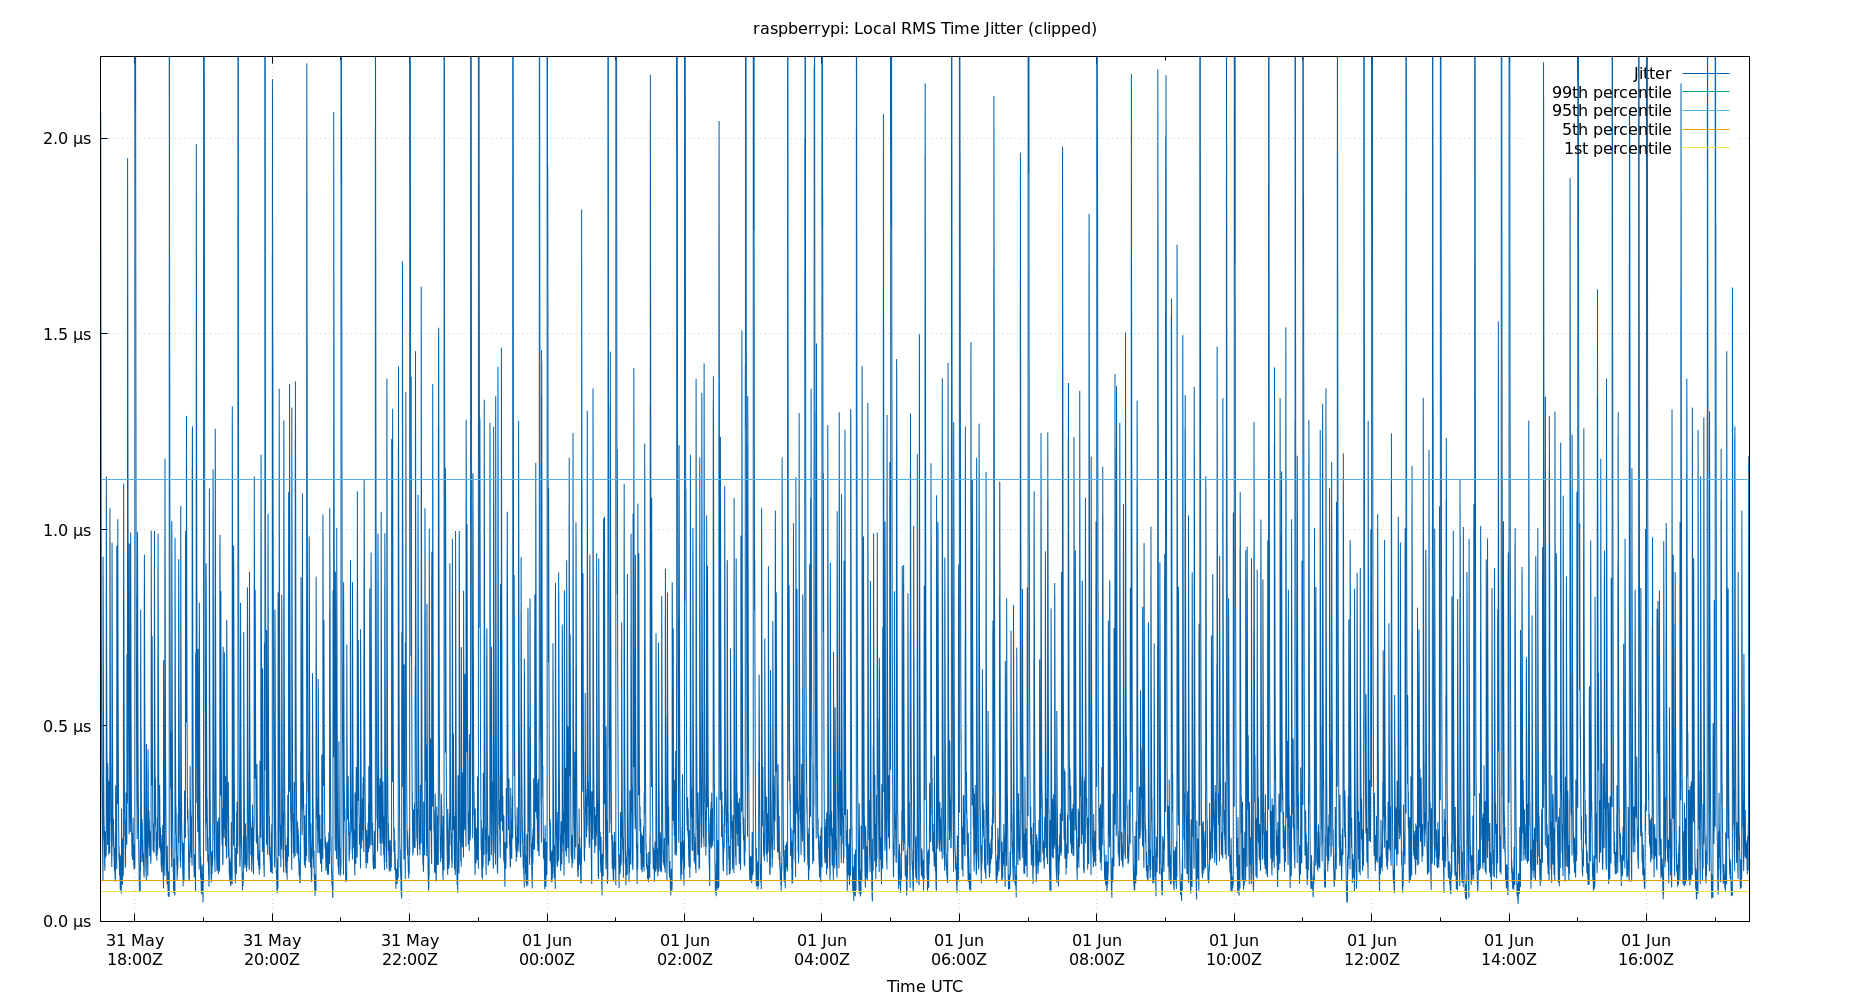 raspberrypi: Local RMS Time Jitter (clipped)
Jitter
99th percentile
95th percentile
5th percentile
1st percentile
2.0 µs
1.5 µs
1.0 µs
0.5 µs
0.0 µs
31 May 31 May 31 May 01 Jun 01 Jun 01 Jun 01 Jun 01 Jun 01 Jun 01 Jun 01 Jun 01 Jun
18:00Z 20:00Z 22:00Z 00:00Z 02:00Z 04:00Z 06:00Z 08:00Z 10:00Z 12:00Z 14:00Z 16:00Z
Time UTC